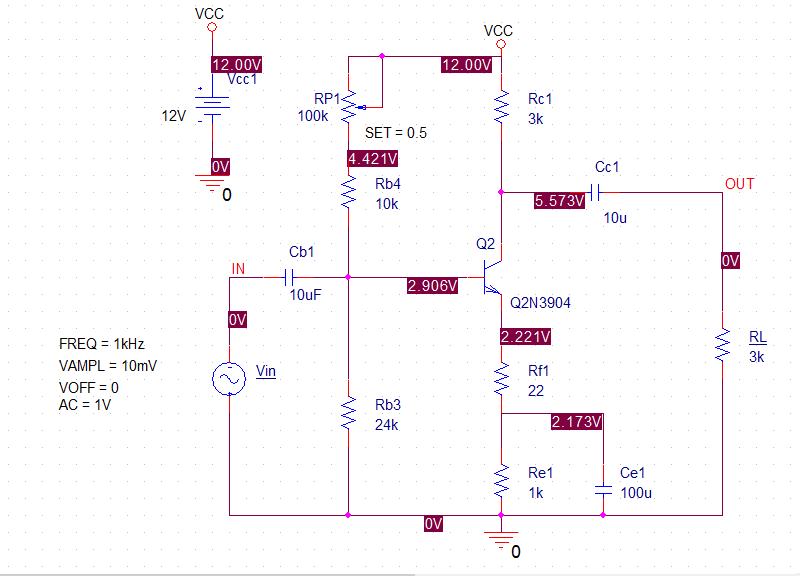 VCC
VCC
12.00V
12.00V
Vcc1
12V
RP1
100k
SET = 0.5
Rc1
3k
0V
0
4.421V
Rb4
10k
Cc1
5.573V
10u
OUT
Q2
Cb1
IN
10uF
2.906V
Q2N3904
0V
0V
2.221V
FREQ = 1kHz
VAMPL = 10mV
VOFF = 0
AC = 1V
Vin
Rf1
22
RL
3k
Rb3
24k
2.173V
Re1
1k
Ce1
100u
0V
0